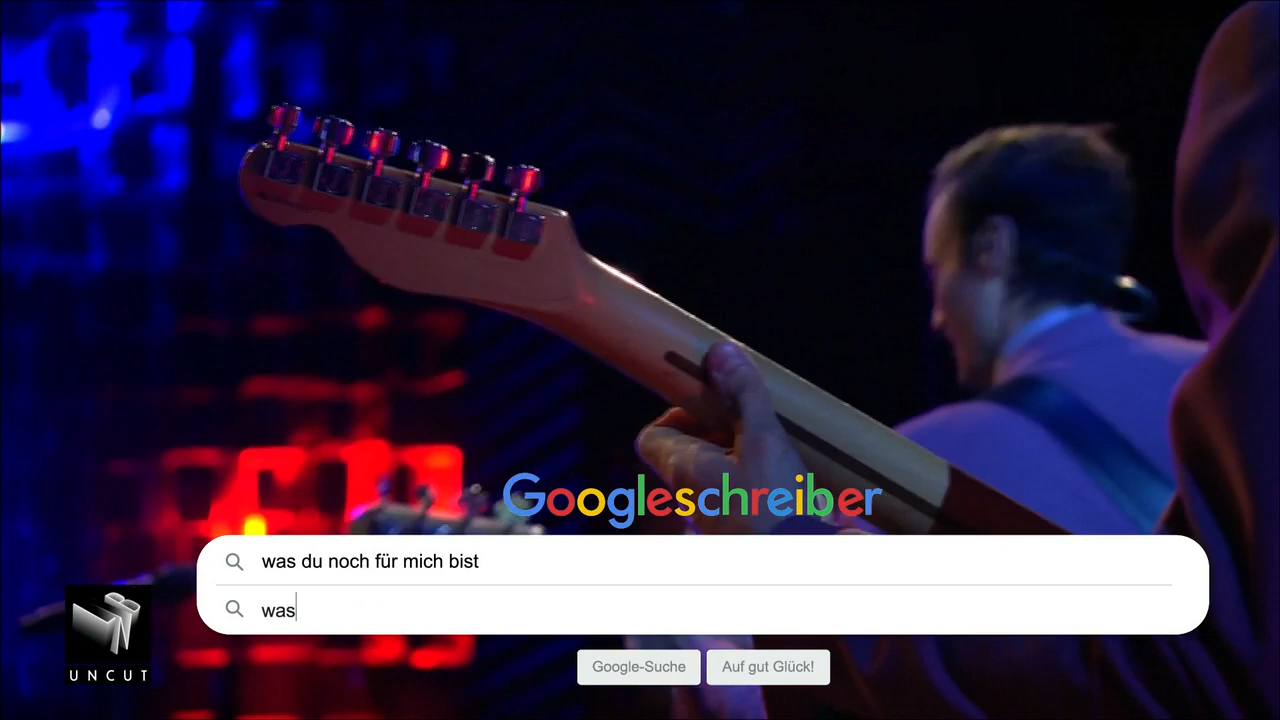 Googleschreiber
was du noch für mich bist
was
Google-Suche
Auf gut Glück!
UNCUT